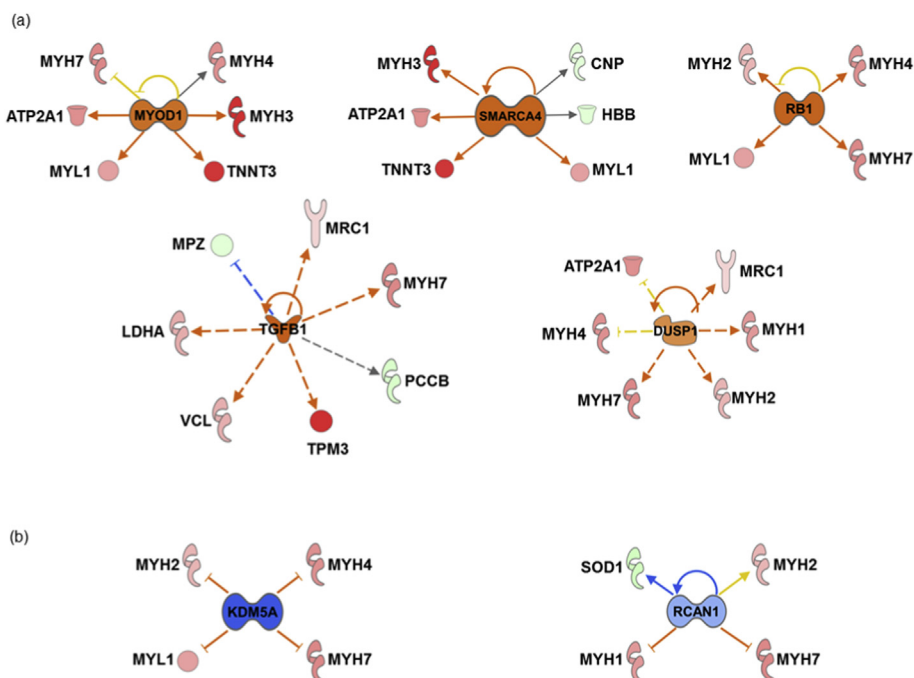 (a)
MYH7 MYH4
ATP2A1 MYOD1 MYH3
MYL1 TNNT3
MYH3 CNP
ATP2A1 SMARCA4 HBB
TNNT3 MYL1
MYH2 MYH4
RB1
MYL1 MYH7
MPZ MRC1
MYH7
LDHA TGFB1
PCCB
VCL
TPM3
ATP2A1 MRC1
MYH4 DUSP1 MYH1
MYH7 MYH2
(b)
MYH2 MYH4
KDM5A
MYL1 MYH7
SOD1 MYH2
RCAN1
MYH1 MYH7